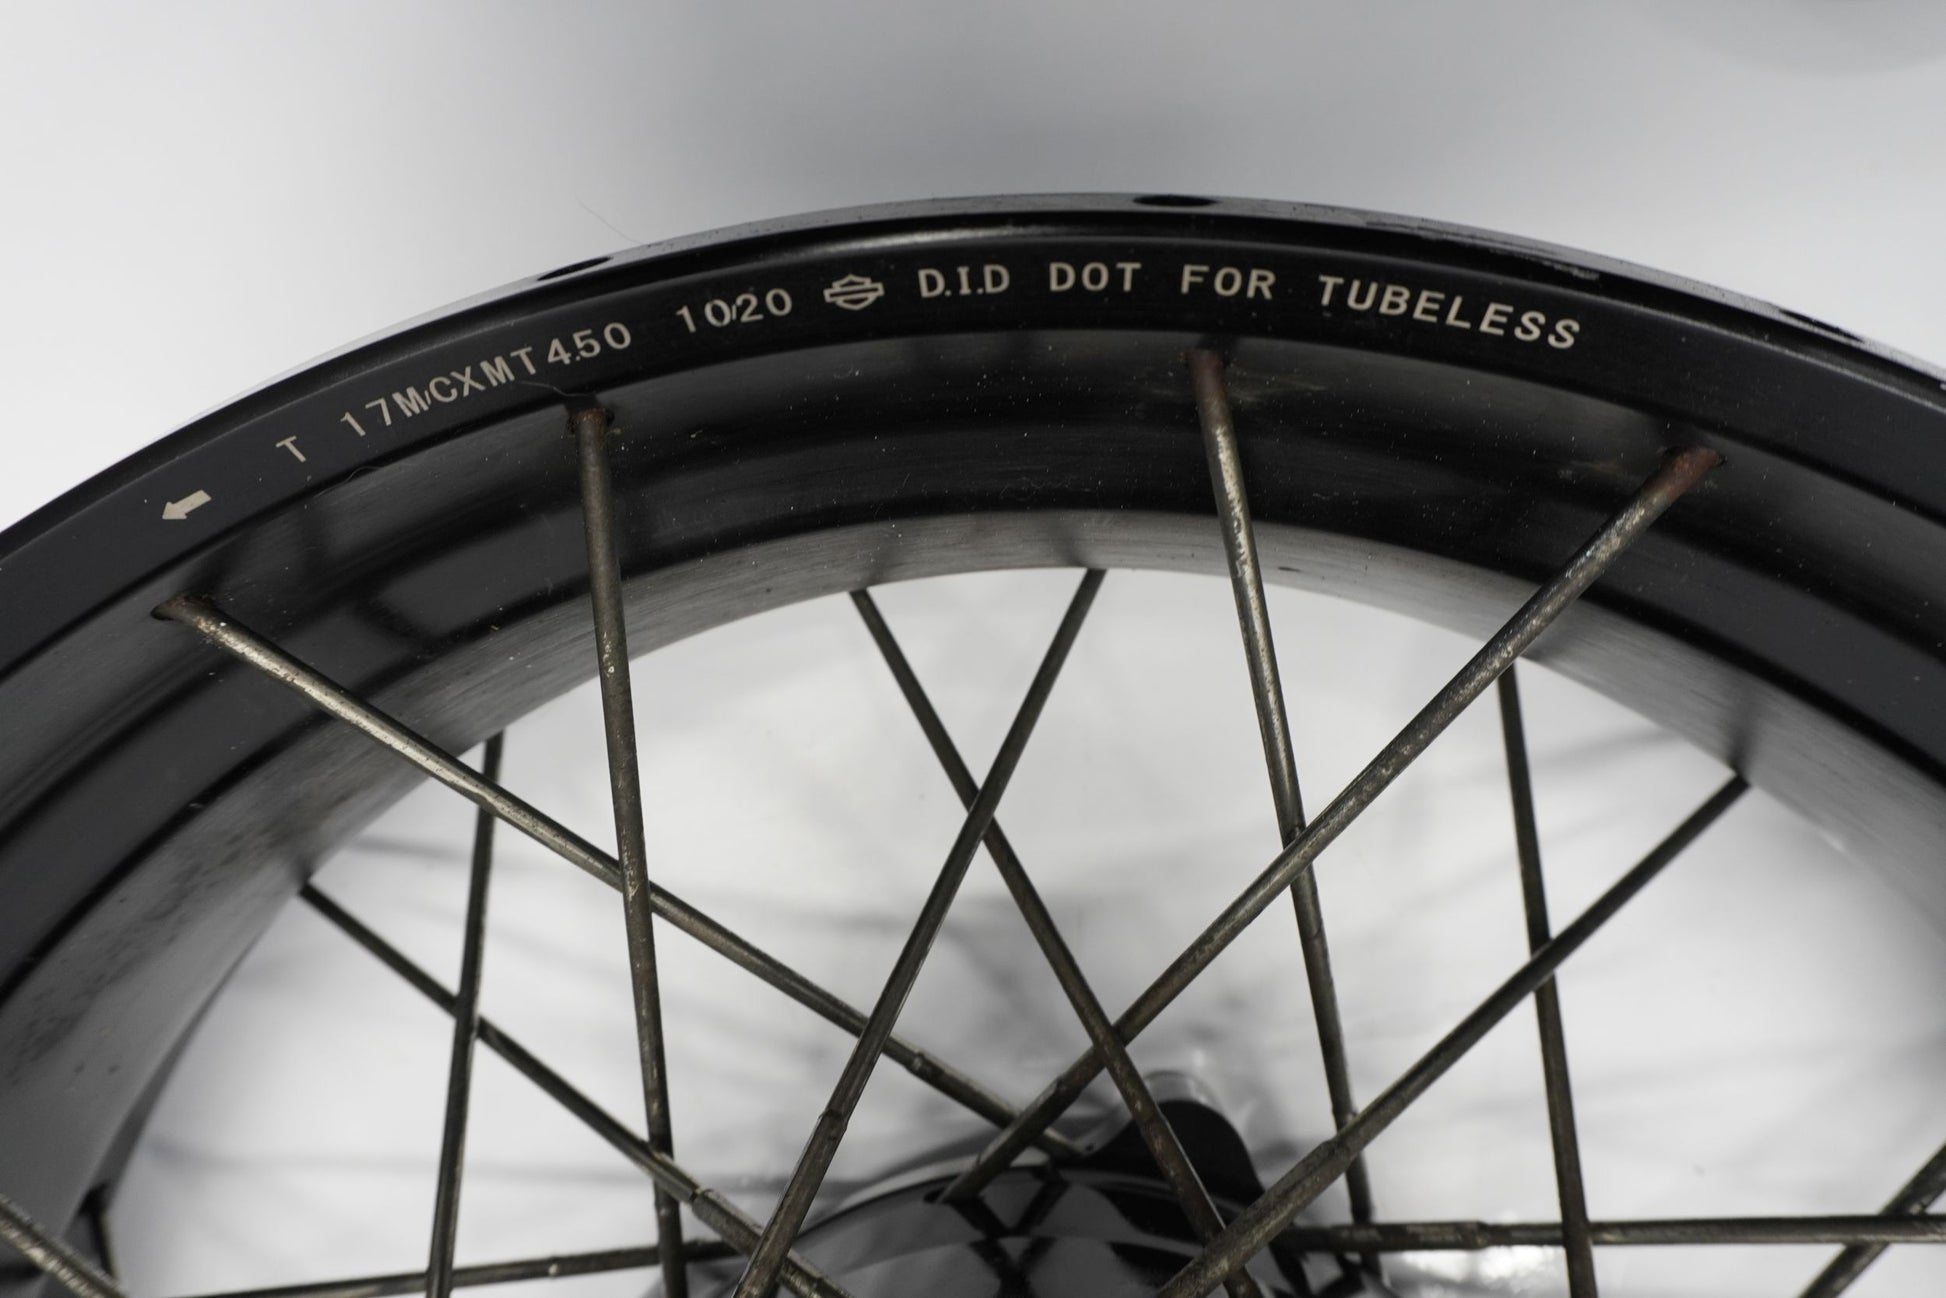 T 17M/CXMT4.50 10/20 D.I.D DOT FOR TUBELESS